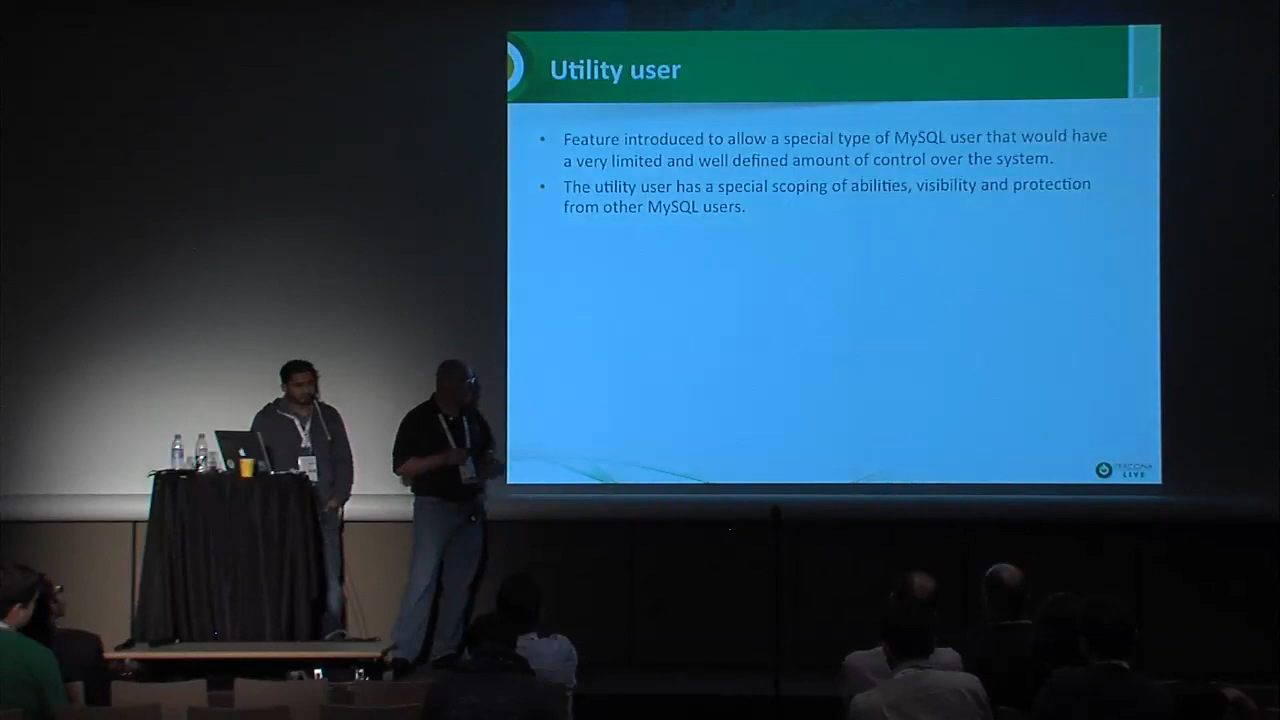 Utility user
• Feature introduced to allow a special type of MySQL user that would have
a very limited and well defined amount of control over the system.
• The utility user has a special scoping of abilities, visibility and protection
from other MySQL users.
PERCONA
LIVE